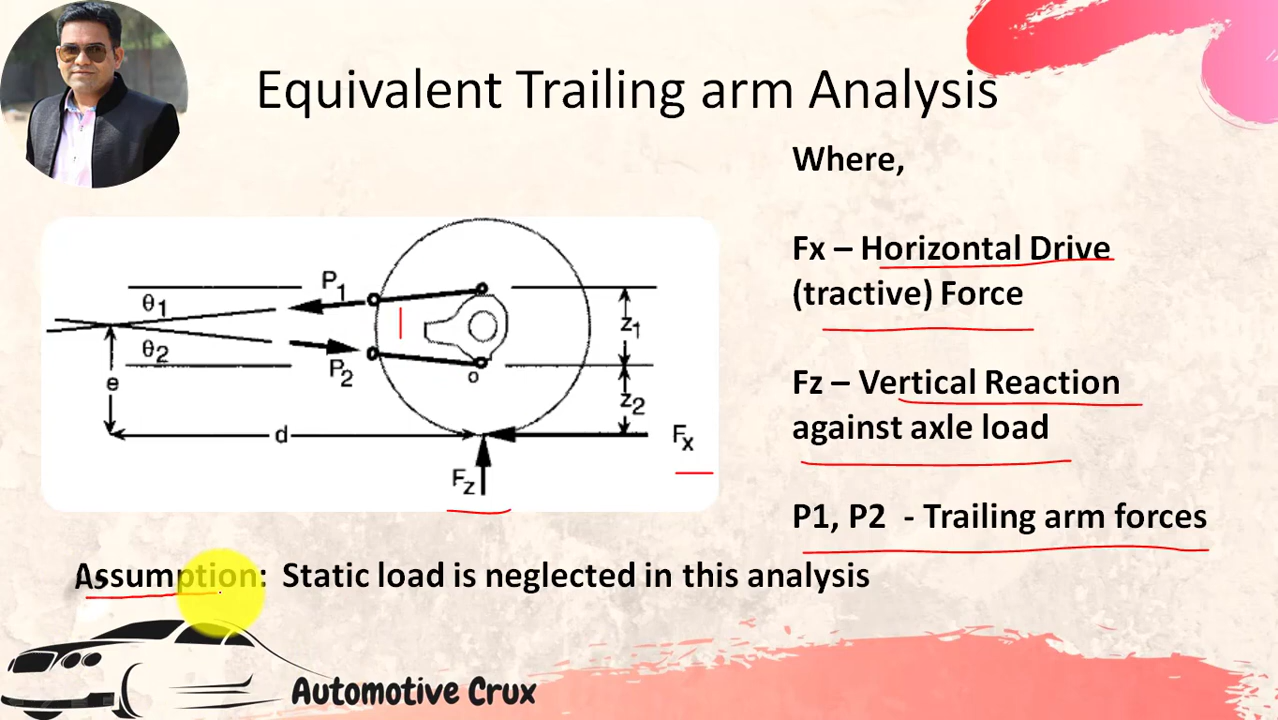 Equivalent Trailing arm Analysis
Where,
Fx – Horizontal Drive
(tractive) Force
Fz – Vertical Reaction
against axle load
P1, P2 - Trailing arm forces
θ1
P1
θ2
P2
e
d
o
z1
z2
Fx
Fz
Assumption: Static load is neglected in this analysis
Automotive Crux